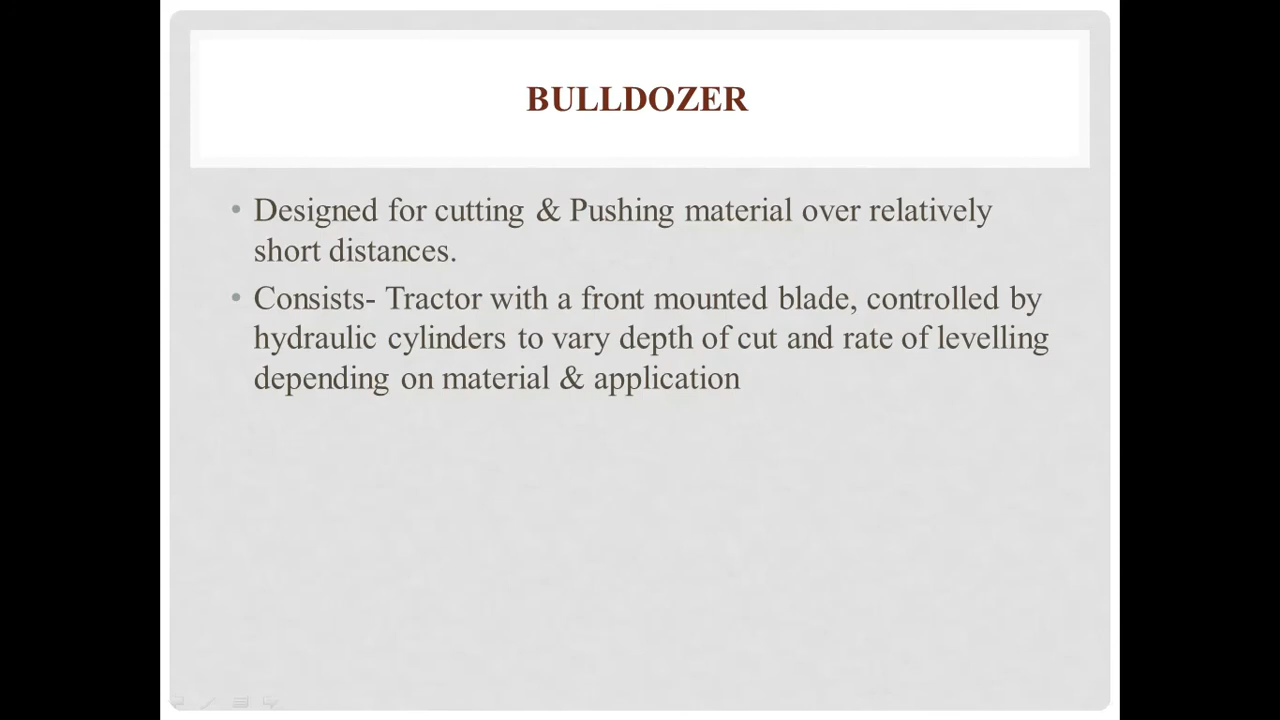 BULLDOZER
• Designed for cutting & Pushing material over relatively
short distances.
• Consists- Tractor with a front mounted blade, controlled by
hydraulic cylinders to vary depth of cut and rate of levelling
depending on material & application